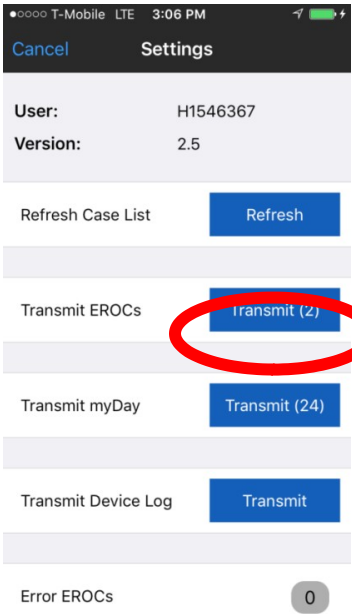 T-Mobile LTE 3:06 PM
Cancel Settings
User: H1546367
Version: 2.5
Refresh Case List Refresh
Transmit EROCs Transmit (2)
Transmit myDay Transmit (24)
Transmit Device Log Transmit
Error EROCs 0